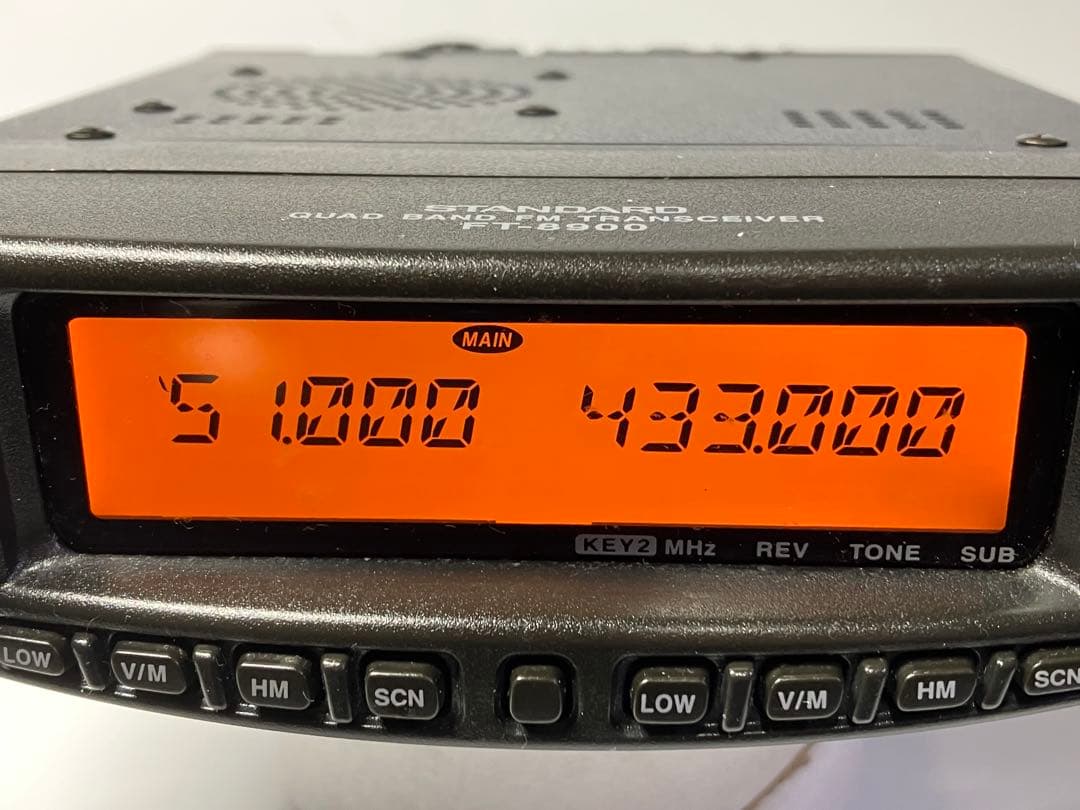 STANDARD
QUAD BAND FM TRANSCEIVER
FT-8900
MAIN
51.000 433.000
KEY2 MHz REV TONE SUB
LOW V/M HM SCN LOW V/M HM SCN